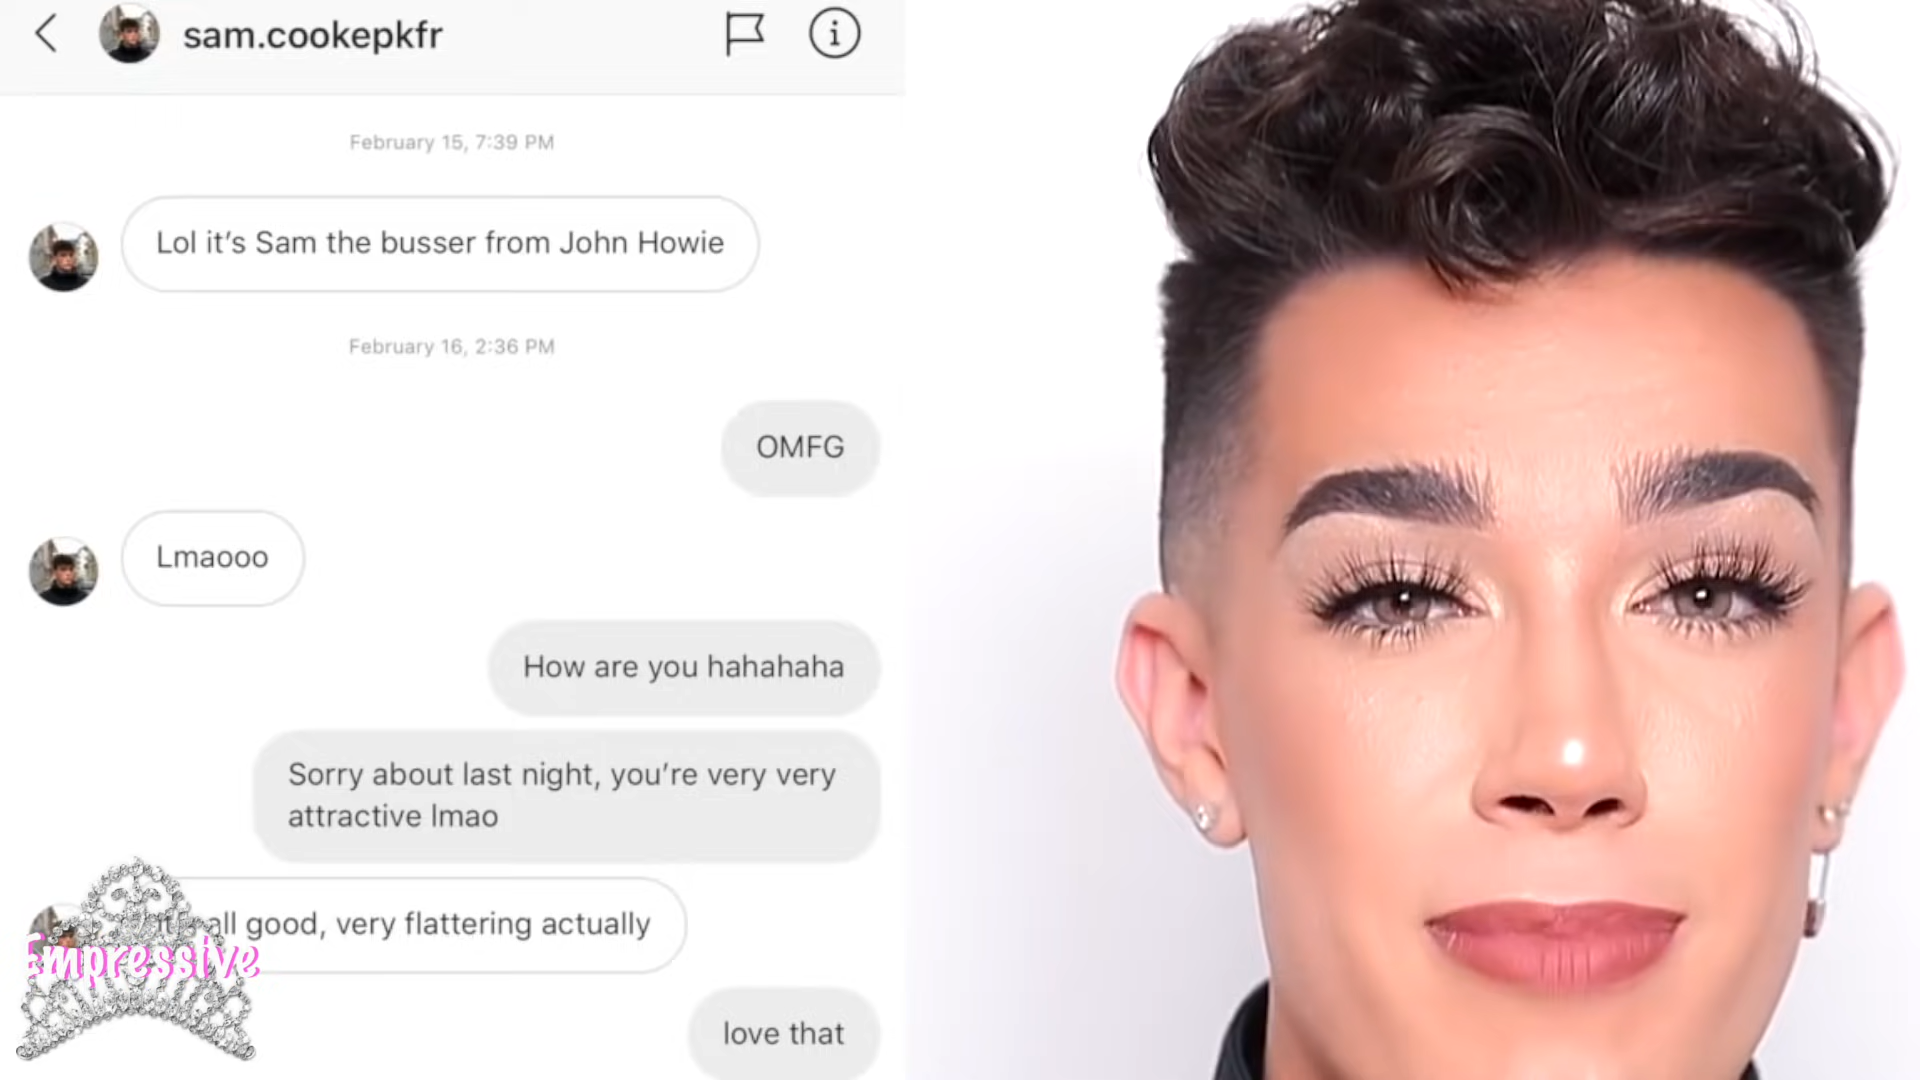 sam.cookepkfr
February 15, 7:39 PM
Lol it's Sam the busser from John Howie
February 16, 2:36 PM
OMFG
Lmaooo
How are you hahahaha
Sorry about last night, you're very very
attractive lmao
all good, very flattering actually
Empressive
love that